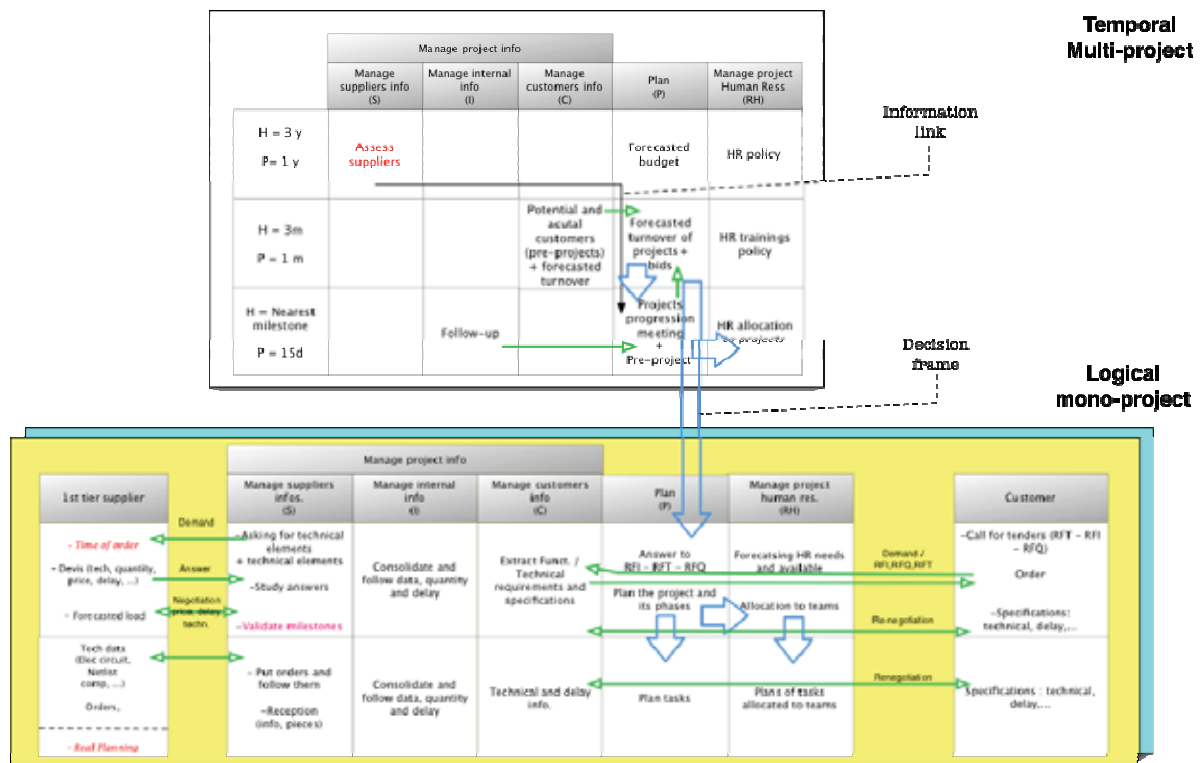 Temporal
Multi-project
Manage project info
Manage
suppliers info
(S)
Manage internal
info
(I)
Manage
customers info
(C)
Plan
(P)
Manage project
Human Ress
(RH)
Information
link
H = 3 y
P= 1 y
Assess
suppliers
Forecasted
budget
HR policy
H = 3m
P = 1 m
Potential and
acutal
customers
(pre-projects)
+ forecasted
turnover
Forecasted
turnover of
projects +
bids
HR trainings
policy
H = Nearest
milestone
P = 15d
Follow-up
Projects
progression
meeting
+
Pre-project
HR allocation
to projects
Decision
frame
Logical
mono-project
Manage project info
1st tier supplier
Manage suppliers
infos.
(S)
Manage internal
info
(I)
Manage customers
info
(C)
Plan
(P)
Manage project
human res.
(RH)
Customer
Demand
- Time of order
- Devis (tech, quantity,
price, delay, ...)
- Forecasted load
Answer
Negotiation
price, delay
techn.
-Asking for technical
elements
+ technical elements
-Study answers
-Validate milestones
Consolidate and
follow data, quantity
and delay
Extract Funct. /
Technical
requirements and
specifications
Answer to
RFI - RFT - RFQ
Plan the project and
its phases
Forecatsing HR needs
and available
Allocation to teams
Demand /
RFI,RFQ,RFT
Re-negotiation
-Call for tenders (RFT - RFI
- RFQ)
Order
-Specifications:
technical, delay,...
Tech data
(Elec circuit,
Netlist
comp, ...)
Orders,
- Real Planning
- Put orders and
follow them
-Reception
(info, pieces)
Consolidate and
follow data, quantity
and delay
Technical and delay
info.
Plan tasks
Plans of tasks
allocated to teams
Renegotiation
Specifications : technical,
delay,...